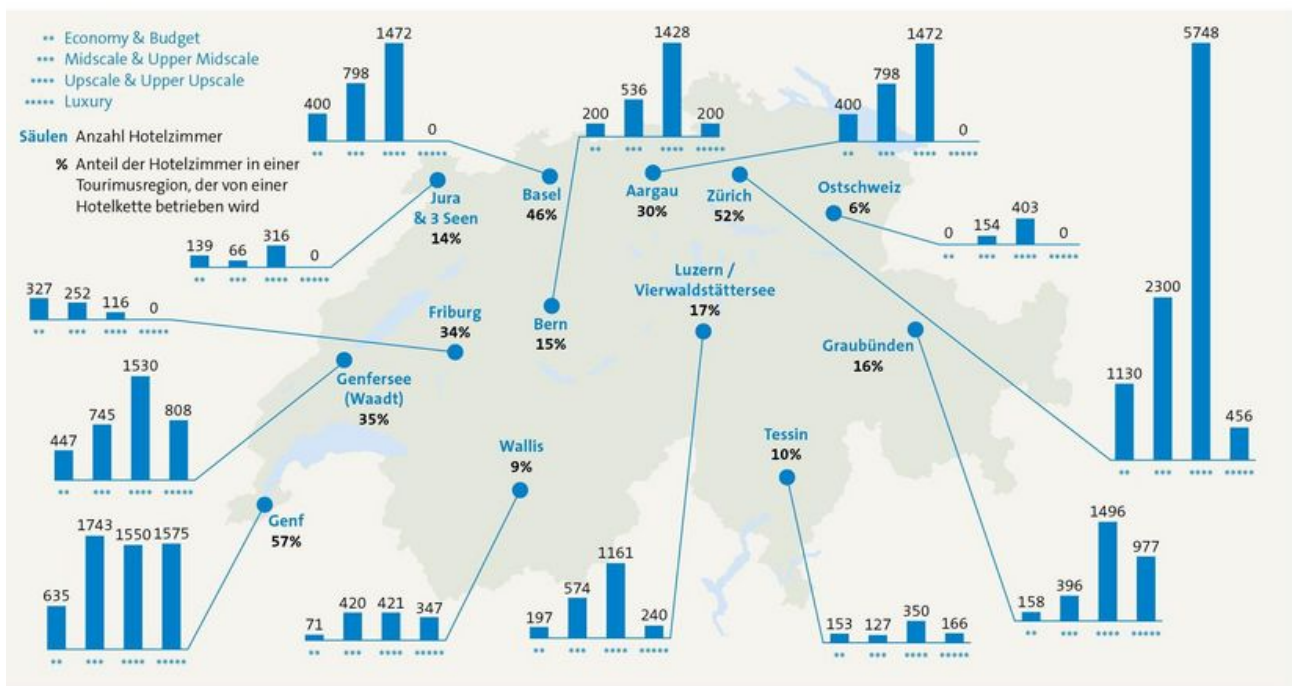 ** Economy & Budget
*** Midscale & Upper Midscale
**** Upscale & Upper Upscale
***** Luxury
Säulen Anzahl Hotelzimmer
% Anteil der Hotelzimmer in einer
Tourimusregion, der von einer
Hotelkette betrieben wird
400 798 1472 0
** *** **** *****
200 536 1428 200
** *** **** *****
400 798 1472 0
** *** **** *****
1130 2300 5748 456
** *** **** *****
Jura
& 3 Seen
14%
Basel
46%
Aargau
30%
Zürich
52%
Ostschweiz
6%
139 66 316 0
** *** **** *****
0 154 403 0
** *** **** *****
327 252 116 0
** *** **** *****
Friburg
34%
Bern
15%
Luzern /
Vierwaldstättersee
17%
Graubünden
16%
Genfersee
(Waadt)
35%
447 745 1530 808
** *** **** *****
Wallis
9%
Tessin
10%
Genf
57%
635 1743 1550 1575
** *** **** *****
71 420 421 347
** *** **** *****
197 574 1161 240
** *** **** *****
153 127 350 166
** *** **** *****
158 396 1496 977
** *** **** *****